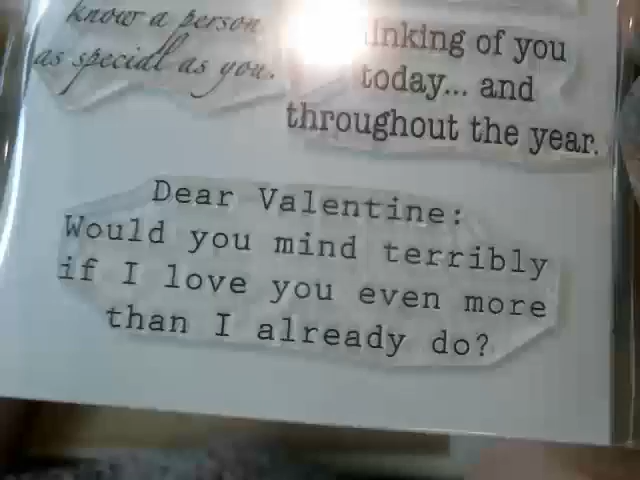 know a person
as special as you.
of you
today... and
throughout the year.
Dear Valentine:
Would you mind terribly
if I love you even more
than I already do?